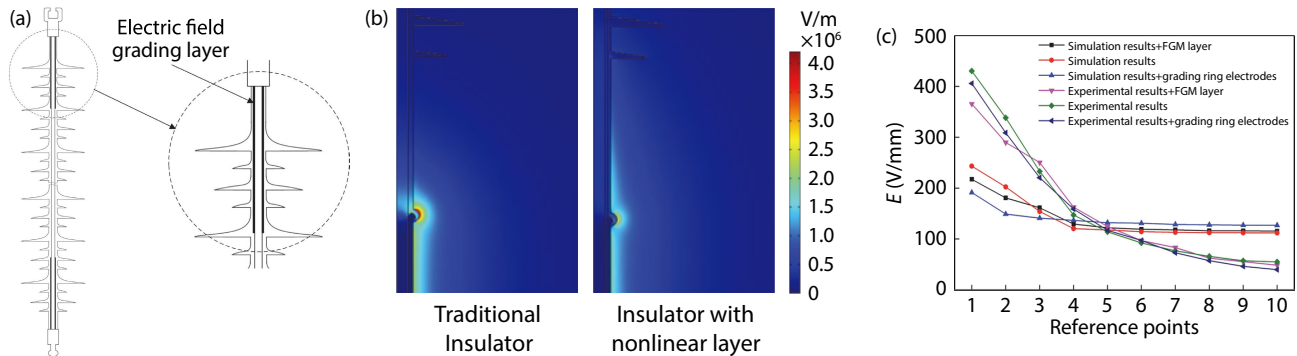 (a)
Electric field
grading layer
(b)
Traditional
Insulator
Insulator with
nonlinear layer
V/m
×10⁶
4.0
3.5
3.0
2.5
2.0
1.5
1.0
0.5
0
(c)
E (V/mm)
500
400
300
200
100
0
Simulation results+FGM layer
Simulation results
Simulation results+grading ring electrodes
Experimental results+FGM layer
Experimental results
Experimental results+grading ring electrodes
1 2 3 4 5 6 7 8 9 10
Reference points